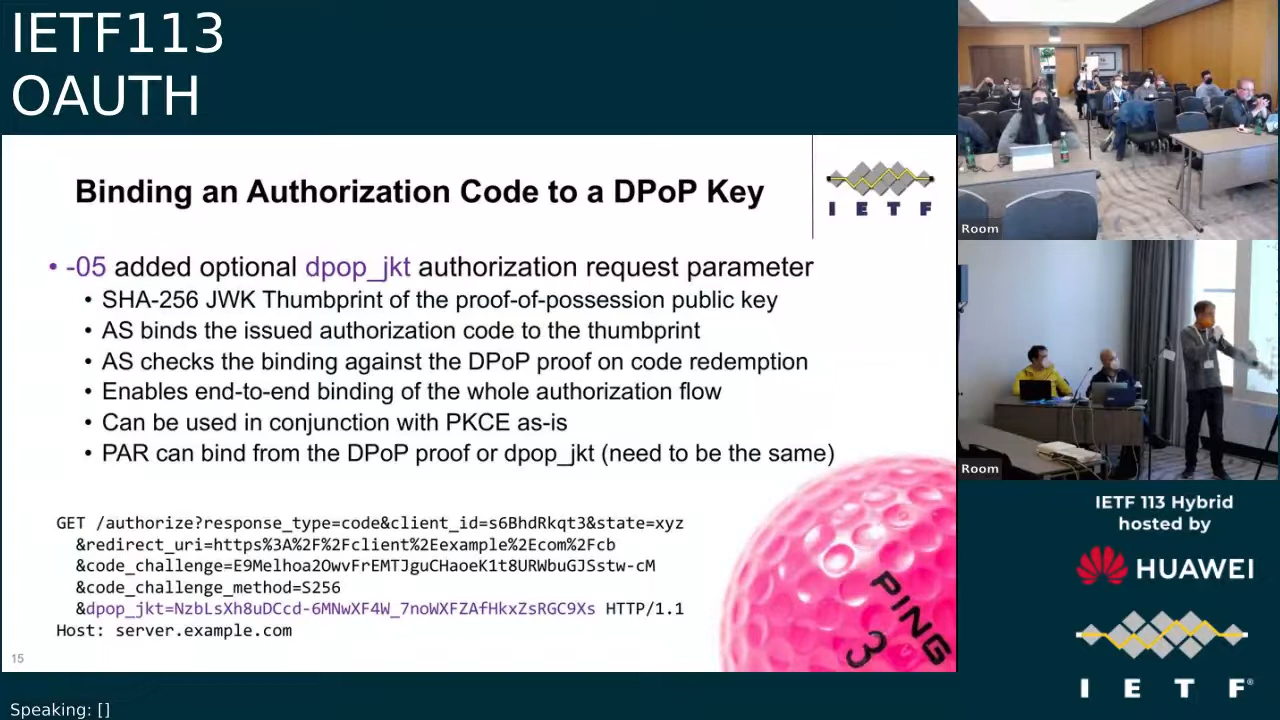 IETF113
OAUTH
Binding an Authorization Code to a DPoP Key
I E T F
• -05 added optional dpop_jkt authorization request parameter
• SHA-256 JWK Thumbprint of the proof-of-possession public key
• AS binds the issued authorization code to the thumbprint
• AS checks the binding against the DPoP proof on code redemption
• Enables end-to-end binding of the whole authorization flow
• Can be used in conjunction with PKCE as-is
• PAR can bind from the DPoP proof or dpop_jkt (need to be the same)
GET /authorize?response_type=code&client_id=s6BhdRkqt3&state=xyz
&redirect_uri=https%3A%2F%2Fclient%2Eexample%2Ecom%2Fcb
&code_challenge=E9Melhoa2OwvFrEMTJguCHaoeK1t8URWbuGJSstw-cM
&code_challenge_method=S256
&dpop_jkt=NzbLsXh8uDCcd-6MNwXF4W_7noWXFZAfHkxZsRGC9Xs HTTP/1.1
Host: server.example.com
PING
3
15
Speaking: []
Room
Room
IETF 113 Hybrid
hosted by
HUAWEI
I E T F®